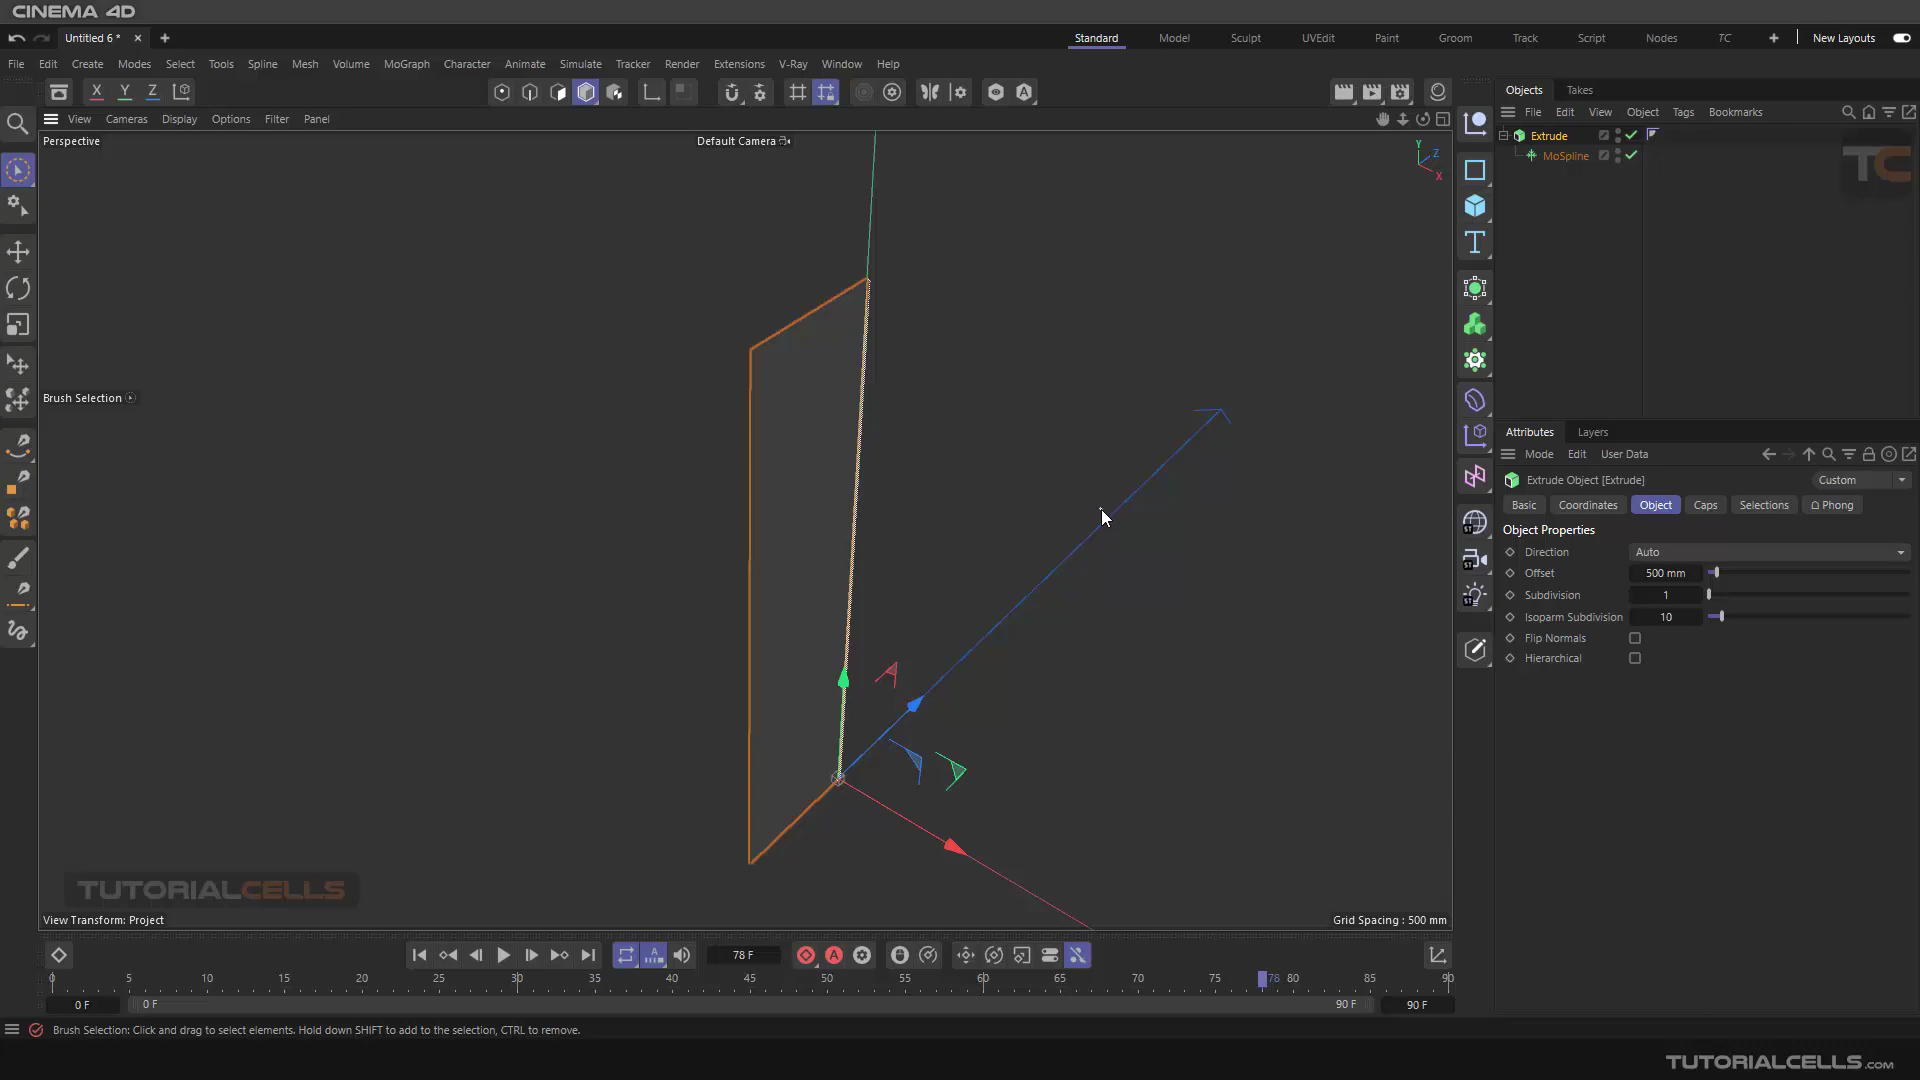 CINEMA 4D
Untitled 6 *
Standard Model Sculpt UVEdit Paint Groom Track Script Nodes TC New Layouts
File Edit Create Modes Select Tools Spline Mesh Volume MoGraph Character Animate Simulate Tracker Render Extensions V-Ray Window Help
X Y Z
View Cameras Display Options Filter Panel
Perspective
Default Camera
Y
Z
X
Brush Selection
View Transform: Project
Grid Spacing : 500 mm
TUTORIALCELLS
Objects Takes
File Edit View Object Tags Bookmarks
Extrude
MoSpline
TC
Attributes Layers
Mode Edit User Data
Extrude Object [Extrude]
Custom
Basic Coordinates Object Caps Selections Phong
Object Properties
Direction Auto
Offset 500 mm
Subdivision 1
Isoparm Subdivision 10
Flip Normals
Hierarchical
78 F
0 5 10 15 20 25 30 35 40 45 50 55 60 65 70 75 78 80 85 90
0 F 0 F 90 F 90 F
Brush Selection: Click and drag to select elements. Hold down SHIFT to add to the selection, CTRL to remove.
TUTORIALCELLS.COM